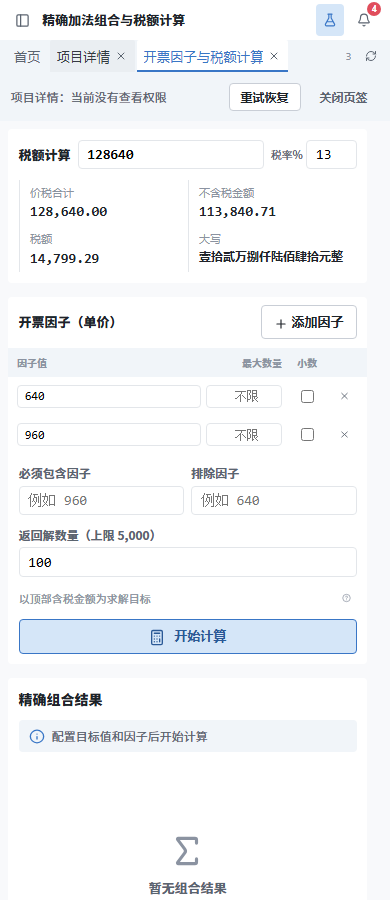 精确加法组合与税额计算
4
首页 项目详情 × 开票因子与税额计算 × 3
项目详情：当前没有查看权限 重试恢复 关闭页签
税额计算 128640 税率% 13
价税合计 不含税金额
128,640.00 113,840.71
税额 大写
14,799.29 壹拾贰万捌仟陆佰肆拾元整
开票因子（单价） + 添加因子
因子值 最大数量 小数
640 不限 ×
960 不限 ×
必须包含因子 排除因子
例如 960 例如 640
返回解数量（上限 5,000）
100
以顶部含税金额为求解目标
开始计算
精确组合结果
配置目标值和因子后开始计算
暂无组合结果